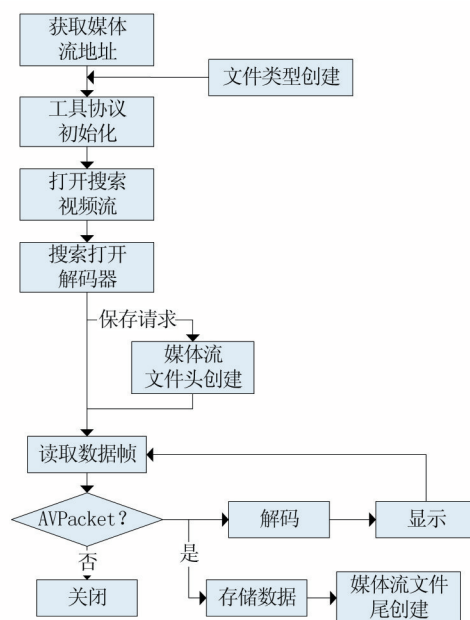 获取媒体
流地址
文件类型创建
工具协议
初始化
打开搜索
视频流
搜索打开
解码器
保存请求
媒体流
文件头创建
读取数据帧
AVPacket?
解码
显示
否
是
关闭
存储数据
媒体流文件
尾创建